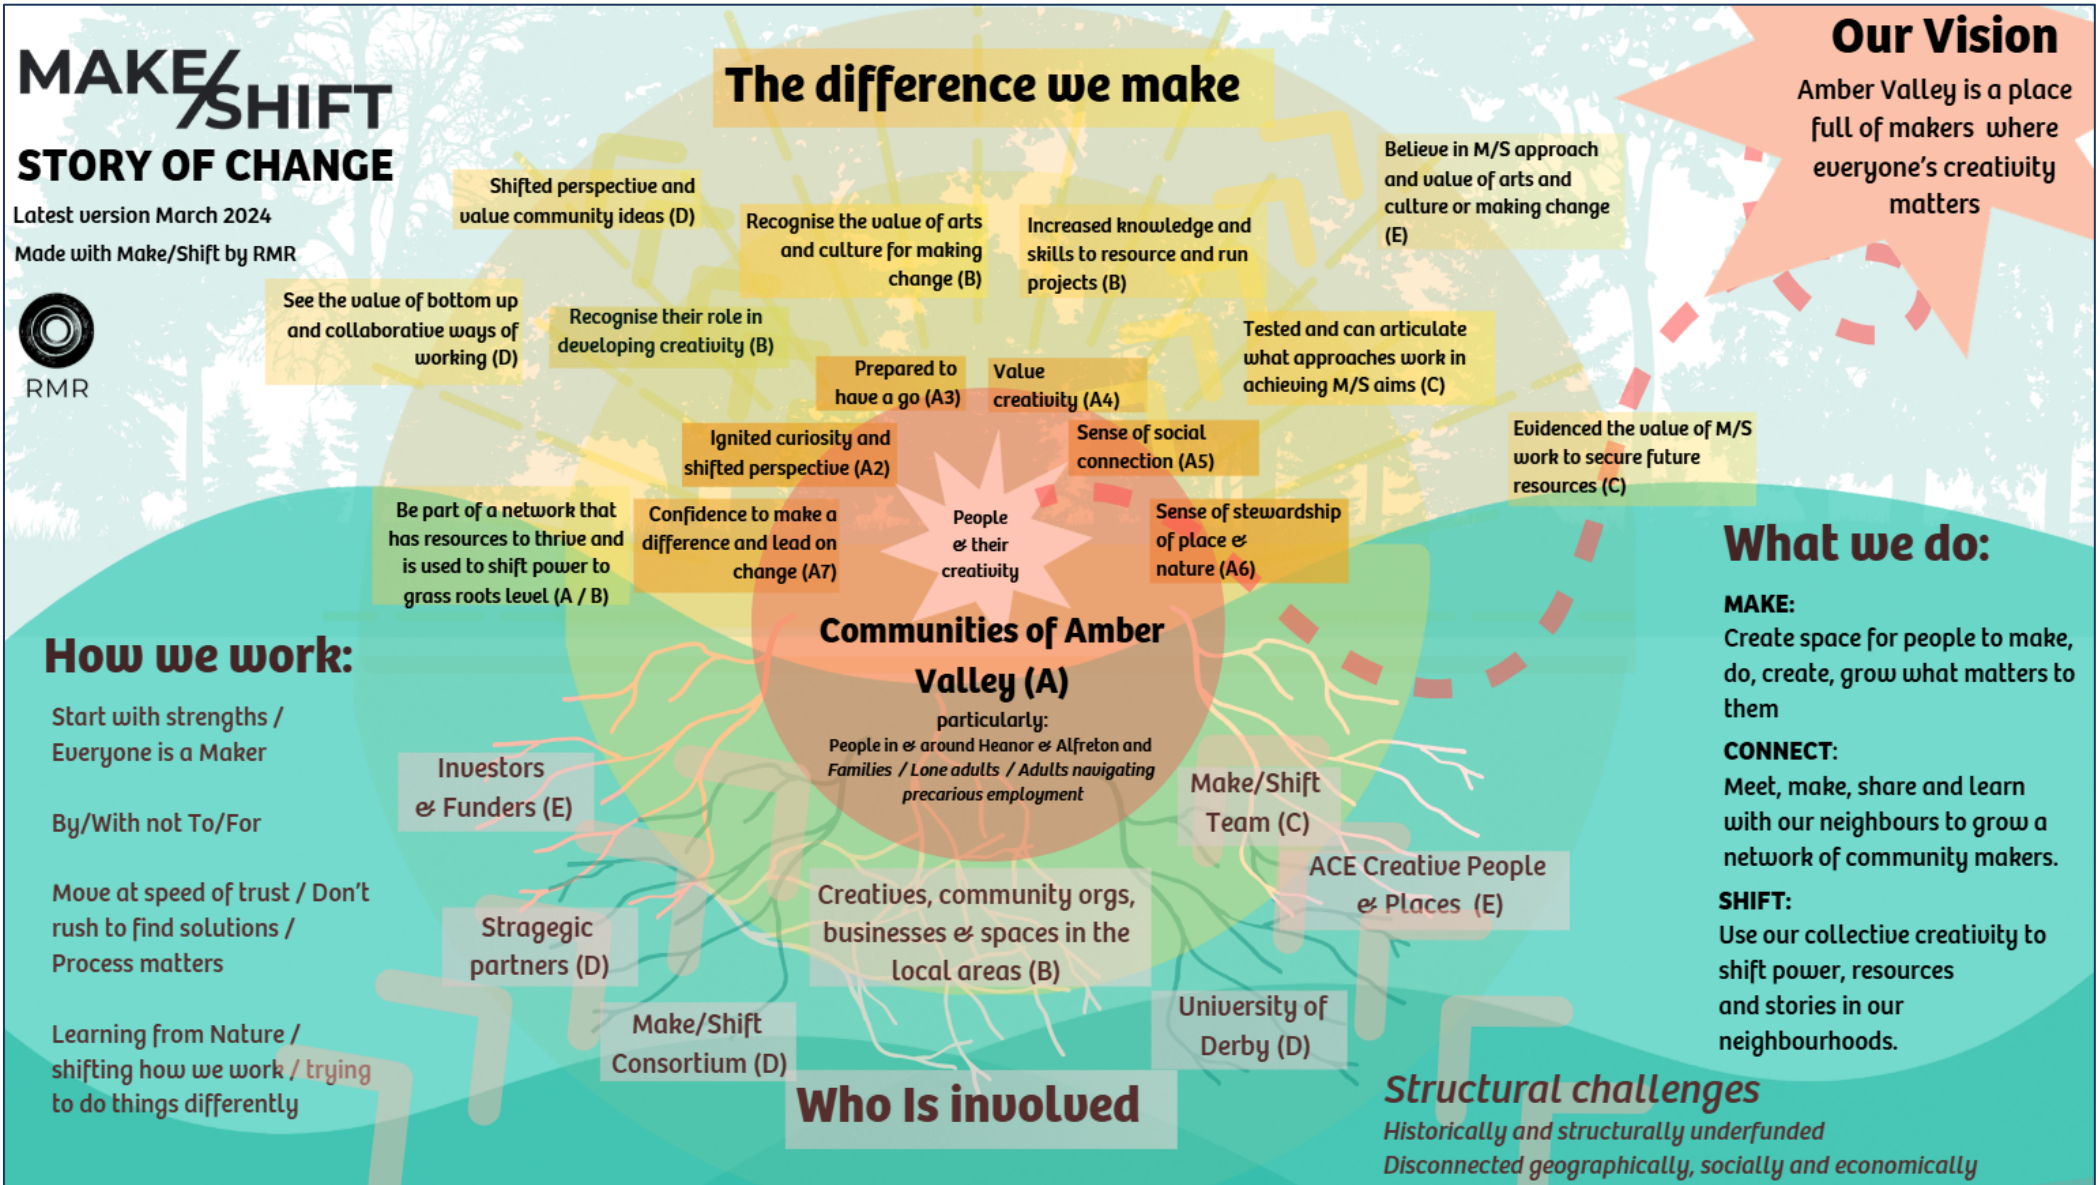 MAKE/SHIFT
STORY OF CHANGE
Latest version March 2024
Made with Make/Shift by RMR
RMR
The difference we make
Our Vision
Amber Valley is a place
full of makers where
everyone's creativity
matters
Shifted perspective and
value community ideas (D)
Recognise the value of arts
and culture for making
change (B)
Increased knowledge and
skills to resource and run
projects (B)
Believe in M/S approach
and value of arts and
culture or making change
(E)
See the value of bottom up
and collaborative ways of
working (D)
Recognise their role in
developing creativity (B)
Prepared to
have a go (A3)
Value
creativity (A4)
Tested and can articulate
what approaches work in
achieving M/S aims (C)
Ignited curiosity and
shifted perspective (A2)
Sense of social
connection (A5)
Evidenced the value of M/S
work to secure future
resources (C)
Be part of a network that
has resources to thrive and
is used to shift power to
grass roots level (A / B)
Confidence to make a
difference and lead on
change (A7)
People
& their
creativity
Sense of stewardship
of place &
nature (A6)
Communities of Amber
Valley (A)
particularly:
People in & around Heanor & Alfreton and
Families / Lone adults / Adults navigating
precarious employment
How we work:
Start with strengths /
Everyone is a Maker
By/With not To/For
Move at speed of trust / Don't
rush to find solutions /
Process matters
Learning from Nature /
shifting how we work / trying
to do things differently
Investors
& Funders (E)
Stragegic
partners (D)
Make/Shift
Consortium (D)
Creatives, community orgs,
businesses & spaces in the
local areas (B)
Make/Shift
Team (C)
ACE Creative People
& Places (E)
University of
Derby (D)
Who Is involved
What we do:
MAKE:
Create space for people to make,
do, create, grow what matters to
them
CONNECT:
Meet, make, share and learn
with our neighbours to grow a
network of community makers.
SHIFT:
Use our collective creativity to
shift power, resources
and stories in our
neighbourhoods.
Structural challenges
Historically and structurally underfunded
Disconnected geographically, socially and economically